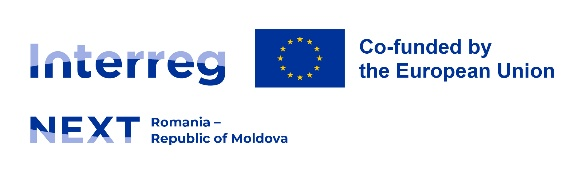 Interreg
Co-funded by
the European Union
NEXT
Romania –
Republic of Moldova